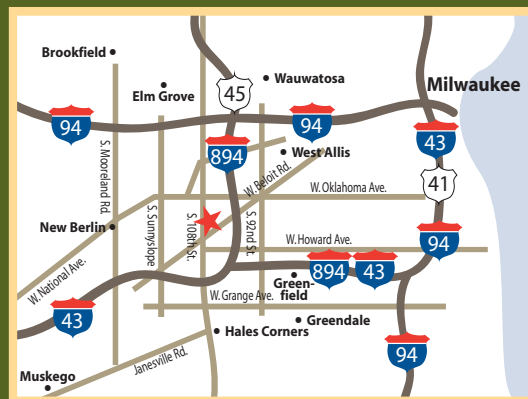 Brookfield
Wauwatosa
45
Elm Grove
Milwaukee
94
94
43
894
S. Mooreland Rd.
West Allis
W. Beloit Rd.
41
W. Oklahoma Ave.
New Berlin
S. Sunnyslope
S. 108th St.
S. 92nd St.
W. Howard Ave.
94
W. National Ave.
894
43
Green-
field
W. Grange Ave.
43
Greendale
Hales Corners
Janesville Rd.
94
Muskego